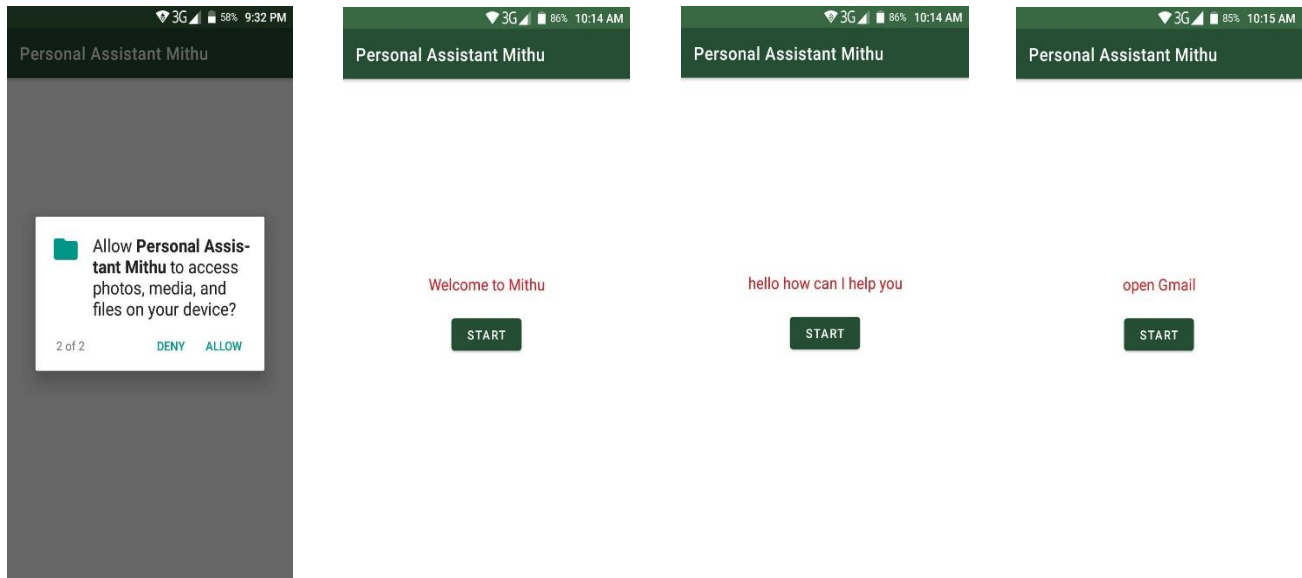 3G 58% 9:32 PM
Personal Assistant Mithu
Allow Personal Assis-
tant Mithu to access
photos, media, and
files on your device?
2 of 2 DENY ALLOW
3G 86% 10:14 AM
Personal Assistant Mithu
Welcome to Mithu
START
3G 86% 10:14 AM
Personal Assistant Mithu
hello how can I help you
START
3G 85% 10:15 AM
Personal Assistant Mithu
open Gmail
START